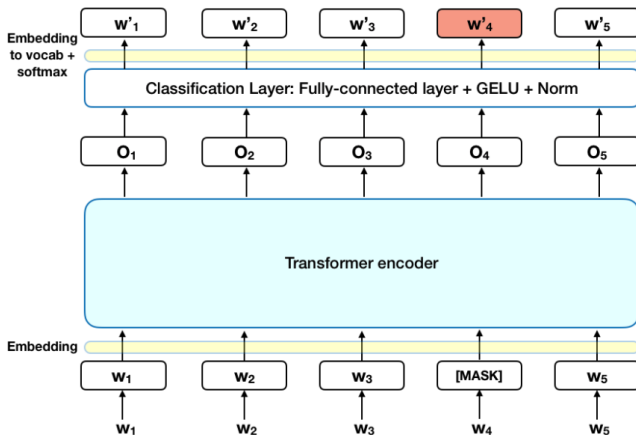 w'₁ w'₂ w'₃ w'₄ w'₅
Embedding
to vocab +
softmax
Classification Layer: Fully-connected layer + GELU + Norm
O₁ O₂ O₃ O₄ O₅
Transformer encoder
Embedding
w₁ w₂ w₃ [MASK] w₅
w₁ w₂ w₃ w₄ w₅